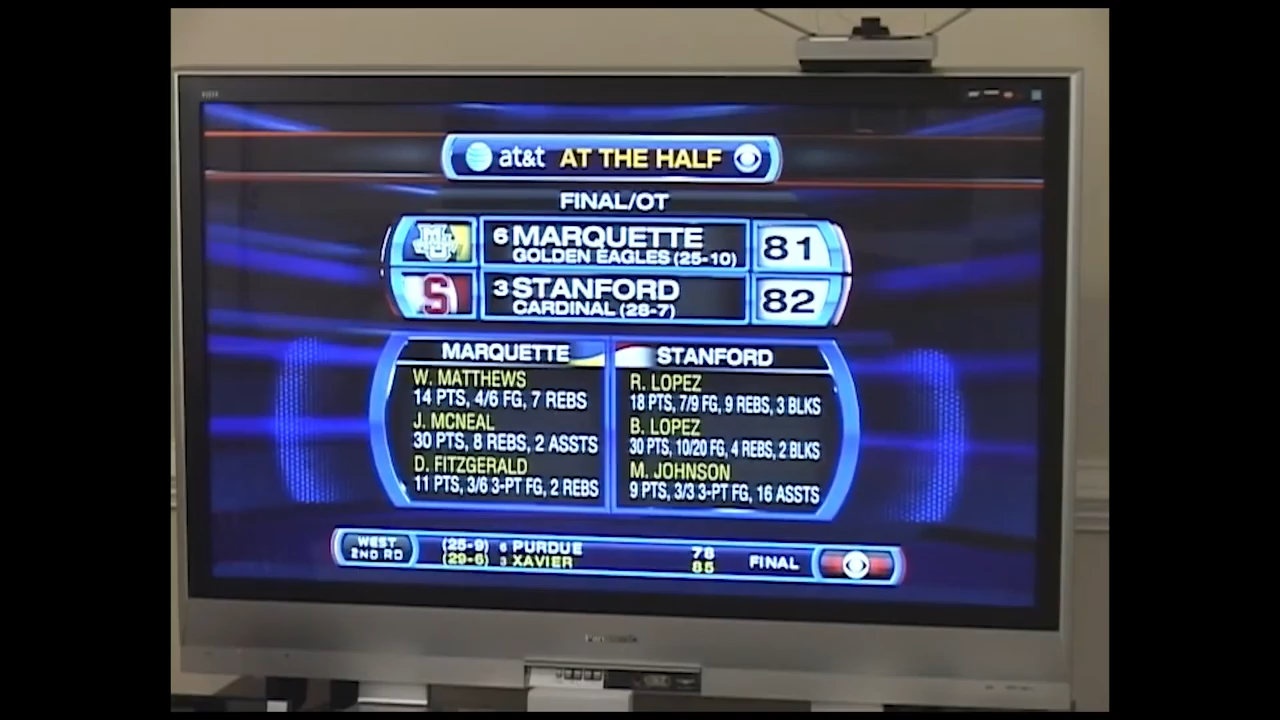 at&t AT THE HALF
FINAL/OT
6 MARQUETTE 81
GOLDEN EAGLES (25-10)
3 STANFORD 82
CARDINAL (28-7)
MARQUETTE
W. MATTHEWS
14 PTS, 4/6 FG, 7 REBS
J. MCNEAL
30 PTS, 8 REBS, 2 ASSTS
D. FITZGERALD
11 PTS, 3/6 3-PT FG, 2 REBS
STANFORD
R. LOPEZ
18 PTS, 7/9 FG, 9 REBS, 3 BLKS
B. LOPEZ
30 PTS, 10/20 FG, 4 REBS, 2 BLKS
M. JOHNSON
9 PTS, 3/3 3-PT FG, 16 ASSTS
WEST
2ND RD
(25-9) 6 PURDUE 78
(29-6) 3 XAVIER 85
FINAL